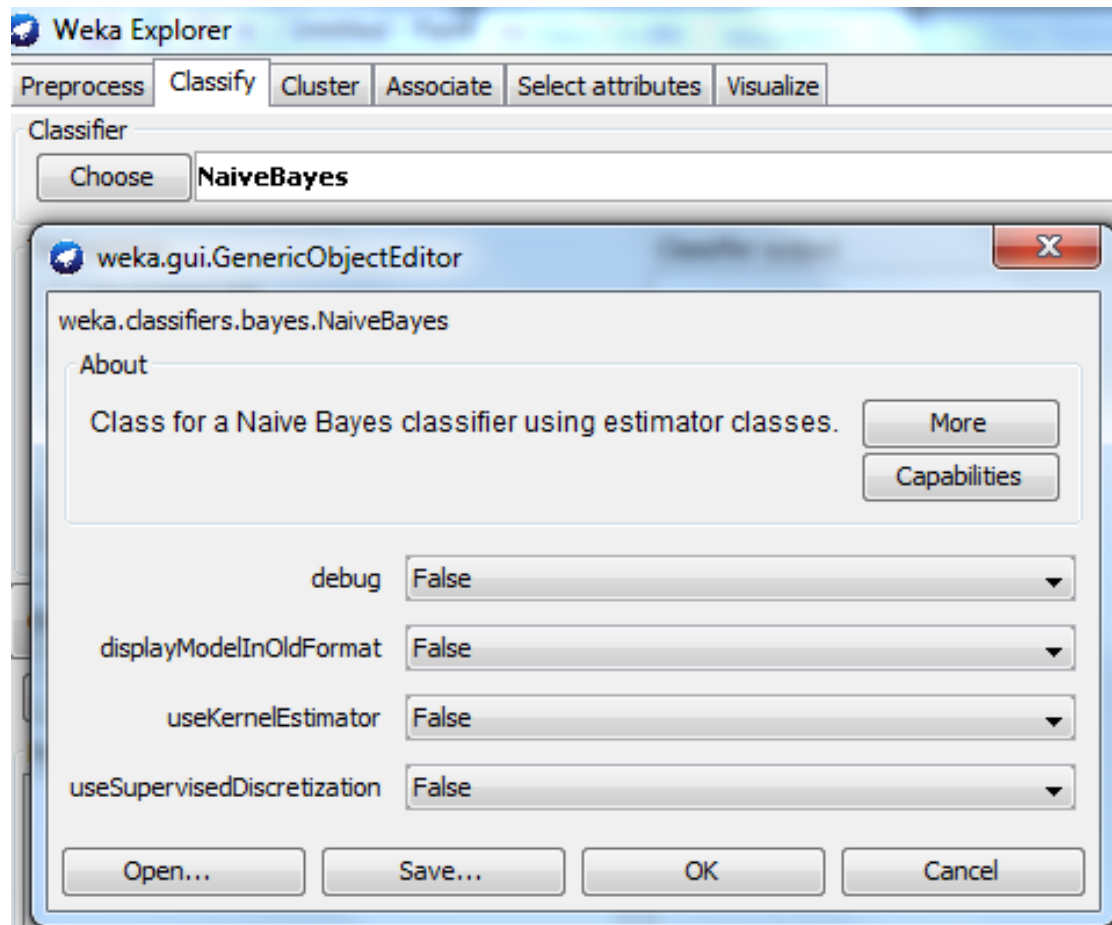 Weka Explorer
Preprocess Classify Cluster Associate Select attributes Visualize
Classifier
Choose NaiveBayes
weka.gui.GenericObjectEditor
weka.classifiers.bayes.NaiveBayes
About
Class for a Naive Bayes classifier using estimator classes. More
Capabilities
debug False
displayModelInOldFormat False
useKernelEstimator False
useSupervisedDiscretization False
Open... Save... OK Cancel